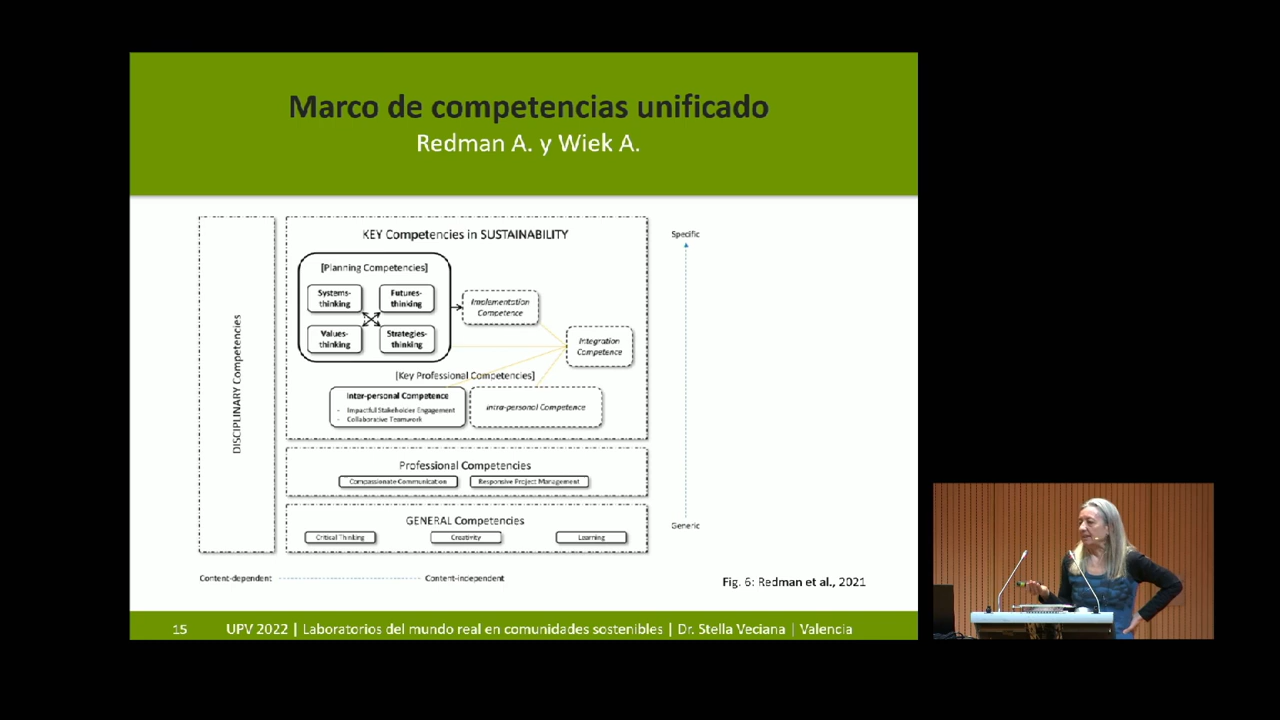 Marco de competencias unificado
Redman A. y Wiek A.
DISCIPLINARY Competencies
KEY Competencies in SUSTAINABILITY
[Planning Competencies]
Systems-
thinking
Futures-
thinking
Values-
thinking
Strategies-
thinking
Implementation
Competence
Integration
Competence
[Key Professional Competencies]
Inter-personal Competence
- Impactful Stakeholder Engagement
- Collaborative Teamwork
Intra-personal Competence
Professional Competencies
Compassionate Communication
Responsive Project Management
GENERAL Competencies
Critical Thinking
Creativity
Learning
Specific
Generic
Content-dependent
Content-independent
Fig. 6: Redman et al., 2021
15
UPV 2022 | Laboratorios del mundo real en comunidades sostenibles | Dr. Stella Veciana | Valencia